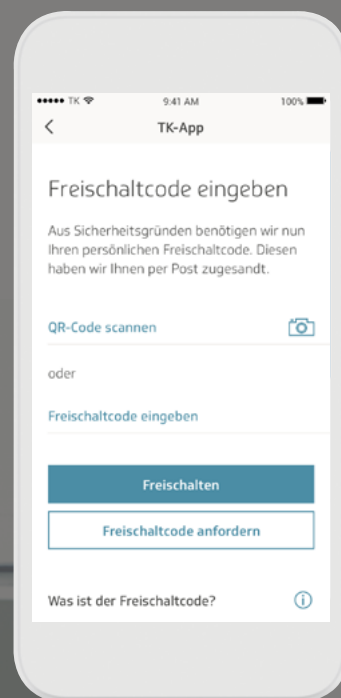 TK 9:41 AM 100%
TK-App
Freischaltcode eingeben
Aus Sicherheitsgründen benötigen wir nun
Ihren persönlichen Freischaltcode. Diesen
haben wir Ihnen per Post zugesandt.
QR-Code scannen
oder
Freischaltcode eingeben
Freischalten
Freischaltcode anfordern
Was ist der Freischaltcode?